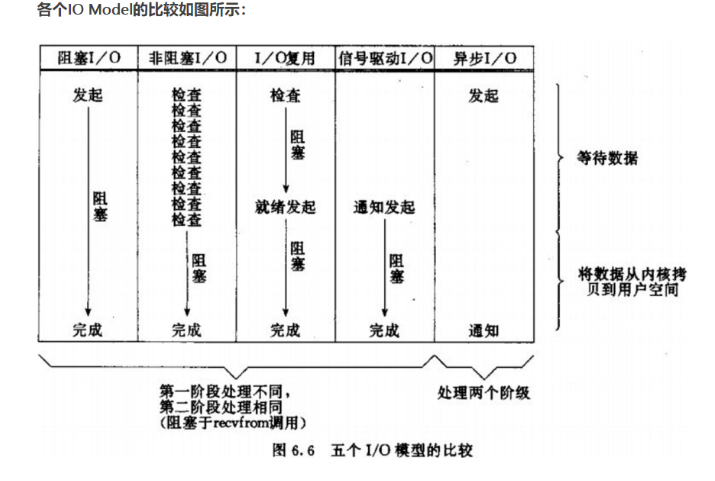 各个IO Model的比较如图所示：
阻塞I/O 非阻塞I/O I/O复用 信号驱动I/O 异步I/O
发起 检查 检查 发起
检查
检查
检查
检查
检查
检查
检查
检查
阻塞
阻塞
等待数据
就绪发起 通知发起
阻塞 阻塞 阻塞
将数据从内核拷
贝到用户空间
完成 完成 完成 完成 通知
第一阶段处理不同，
第二阶段处理相同
(阻塞于recvfrom调用)
处理两个阶级
图 6.6 五个 I/O 模型的比较